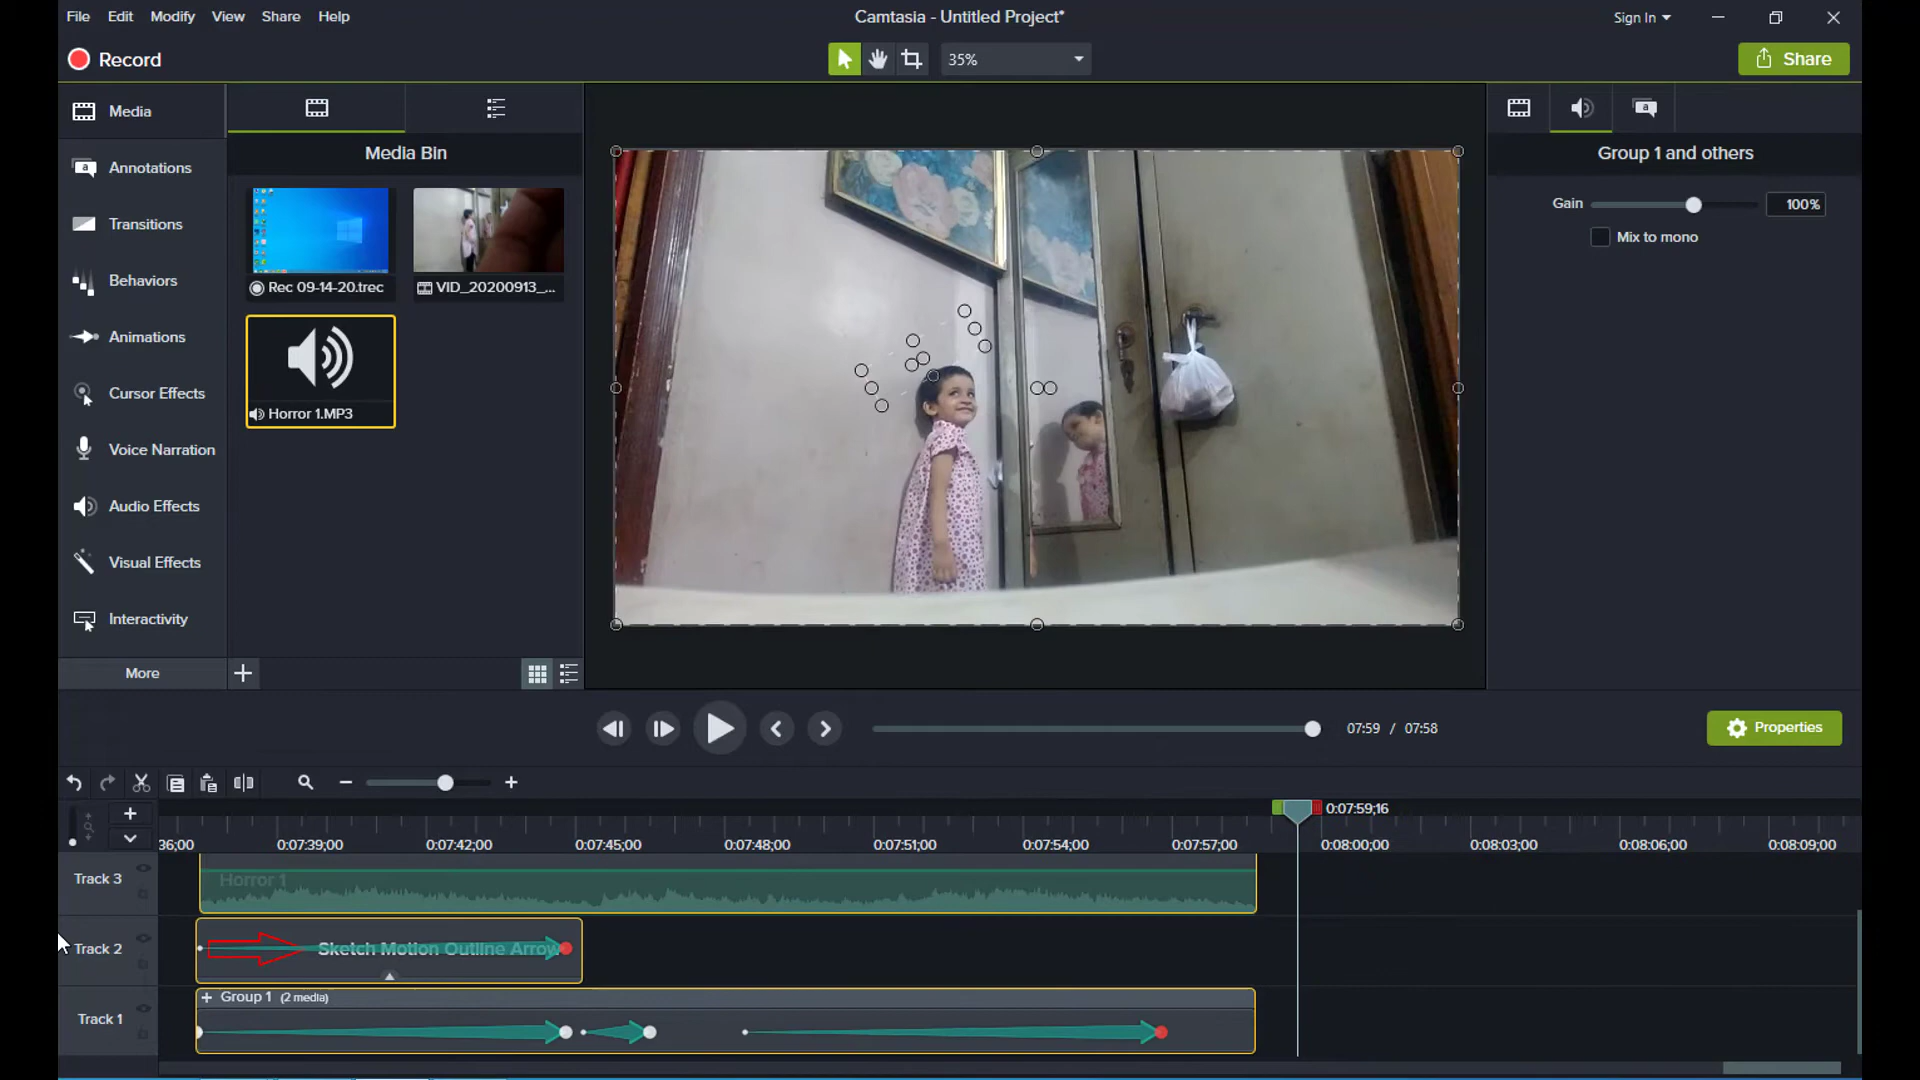 File Edit Modify View Share Help
Camtasia - Untitled Project*
Sign In
Record
35%
Share
Media
Annotations
Transitions
Behaviors
Animations
Cursor Effects
Voice Narration
Audio Effects
Visual Effects
Interactivity
More
Media Bin
Rec 09-14-20.trec
VID_20200913_...
Horror 1.MP3
Group 1 and others
Gain 100%
Mix to mono
07:59 / 07:58
Properties
0:07:59;16
36;00 0:07:39;00 0:07:42;00 0:07:45;00 0:07:48;00 0:07:51;00 0:07:54;00 0:07:57;00 0:08:00;00 0:08:03;00 0:08:06;00 0:08:09;00
Track 3
Horror 1
Track 2
Sketch Motion Outline Arrow
Track 1
Group 1 (2 media)